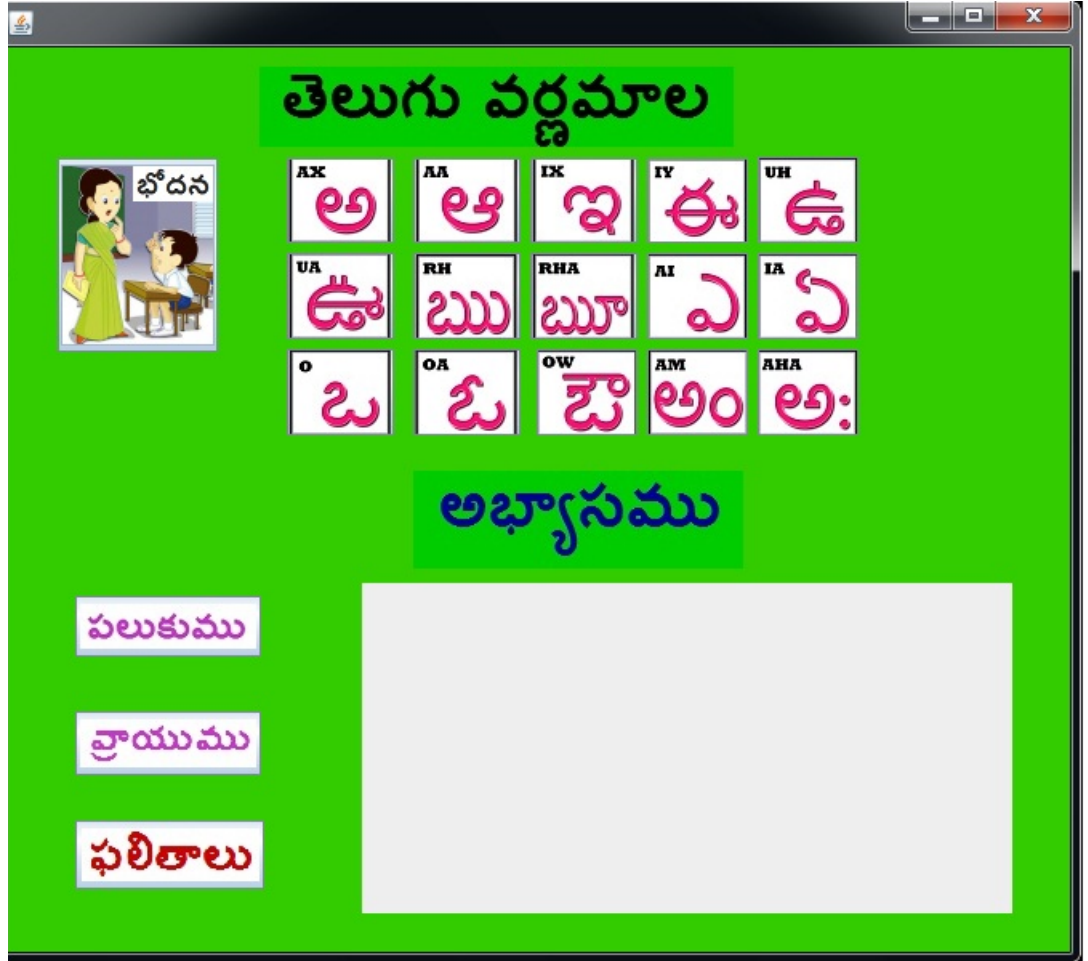 తెలుగు వర్ణమాల
భోదన
AX అ AA ఆ IX ఇ IY ఈ UH ఉ
UA ఊ RH ఋ RHA ౠ AI ఎ IA ఏ
O ఒ OA ఓ OW ఔ AM అం AHA అ:
అభ్యాసము
పలుకుము
వ్రాయుము
ఫలితాలు